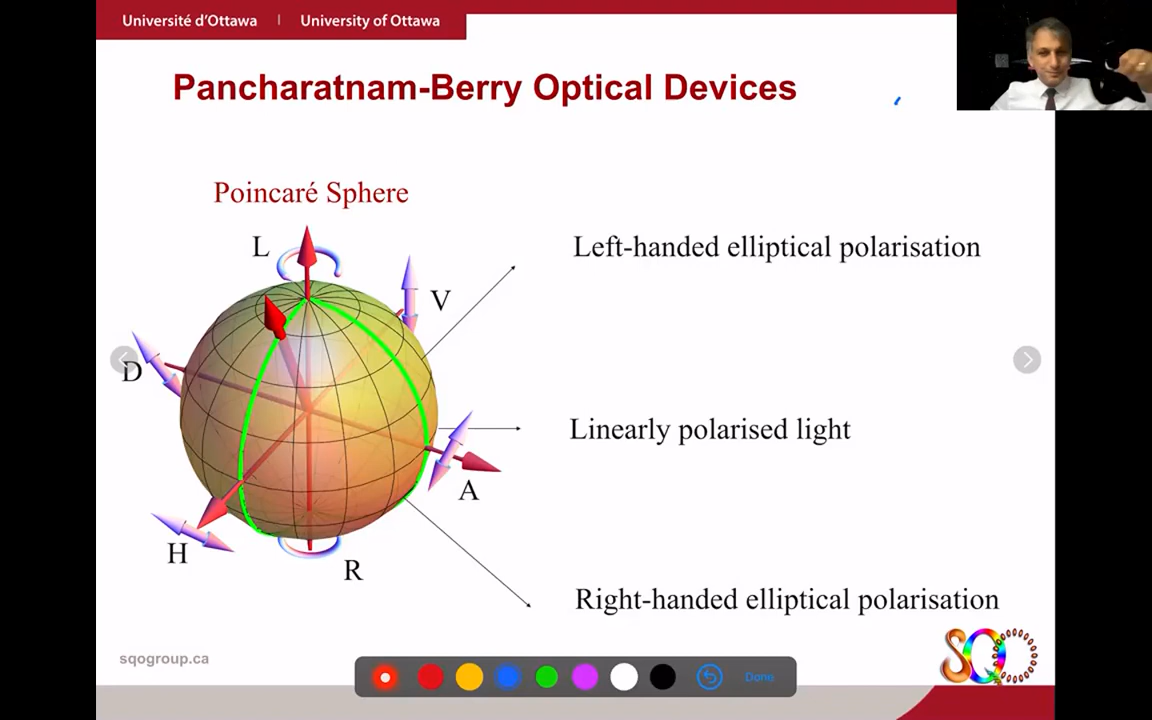 Université d'Ottawa | University of Ottawa
Pancharatnam-Berry Optical Devices
Poincaré Sphere
L
Left-handed elliptical polarisation
V
D
Linearly polarised light
A
H
R
Right-handed elliptical polarisation
sqogroup.ca
SQO
Done